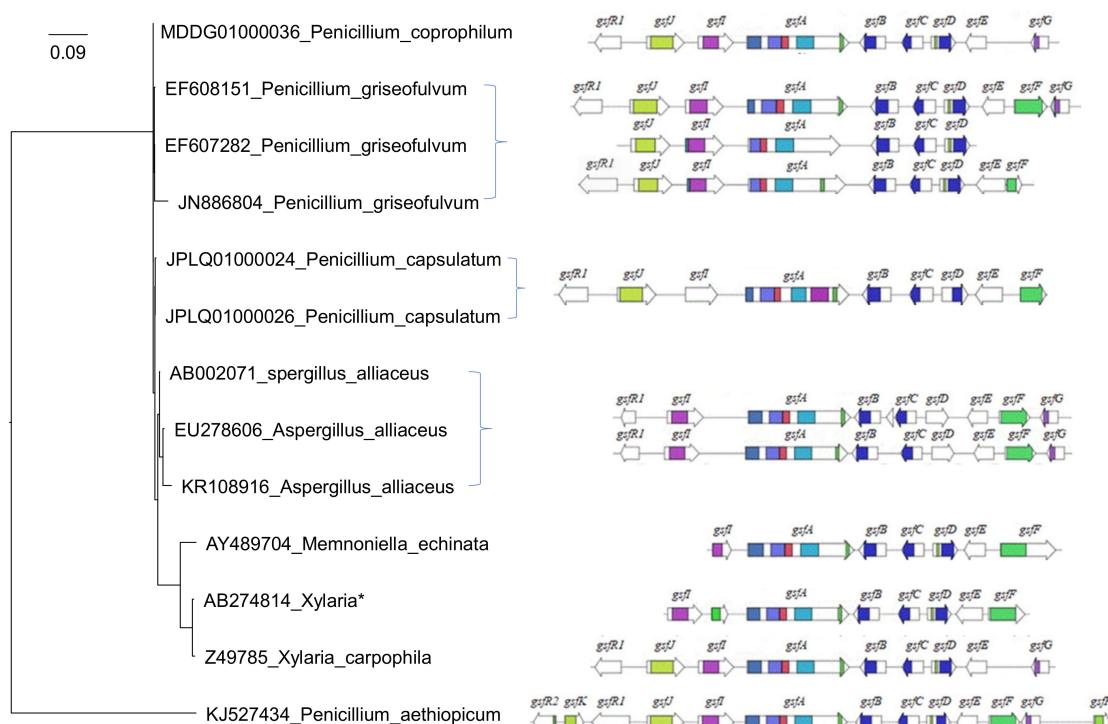 MDDG01000036_Penicillium_coprophilum
gsfR1 gsfJ gsfI gsfA gsfB gsfC gsfD gsfE gsfG
0.09
EF608151_Penicillium_griseofulvum
gsfR1 gsfJ gsfI gsfA gsfB gsfC gsfD gsfE gsfF gsfG
EF607282_Penicillium_griseofulvum
gsfJ gsfI gsfA gsfB gsfC gsfD
gsfR1 gsfJ gsfI gsfA gsfB gsfC gsfD gsfE gsfF
JN886804_Penicillium_griseofulvum
JPLQ01000024_Penicillium_capsulatum
gsfR1 gsfJ gsfI gsfA gsfB gsfC gsfD gsfE gsfF
JPLQ01000026_Penicillium_capsulatum
AB002071_spergillus_alliaceus
gsfR1 gsfI gsfA gsfB gsfC gsfD gsfE gsfF gsfG
EU278606_Aspergillus_alliaceus
gsfR1 gsfI gsfA gsfB gsfC gsfD gsfE gsfF gsfG
KR108916_Aspergillus_alliaceus
AY489704_Memnoniella_echinata
gsfI gsfA gsfB gsfC gsfD gsfE gsfF
AB274814_Xylaria*
gsfI gsfA gsfB gsfC gsfD gsfE gsfF
Z49785_Xylaria_carpophila
gsfR1 gsfJ gsfI gsfA gsfB gsfC gsfD gsfE gsfG
KJ527434_Penicillium_aethiopicum
gsfR2 gsfK gsfR1 gsfJ gsfI gsfA gsfB gsfC gsfD gsfE gsfF gsfG